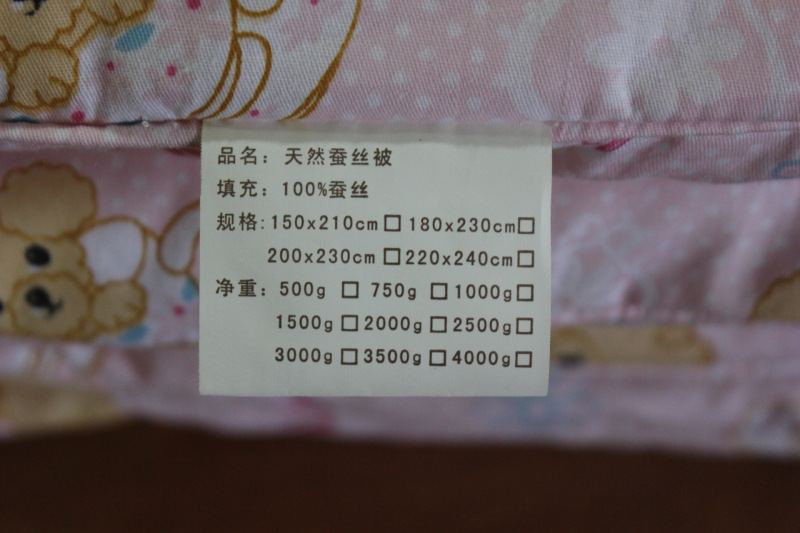 品名：天然蚕丝被
填充：100%蚕丝
规格:150x210cm□ 180x230cm□
200x230cm□220x240cm□
净重：500g □ 750g □1000g□
1500g□2000g□2500g□
3000g□3500g□4000g□